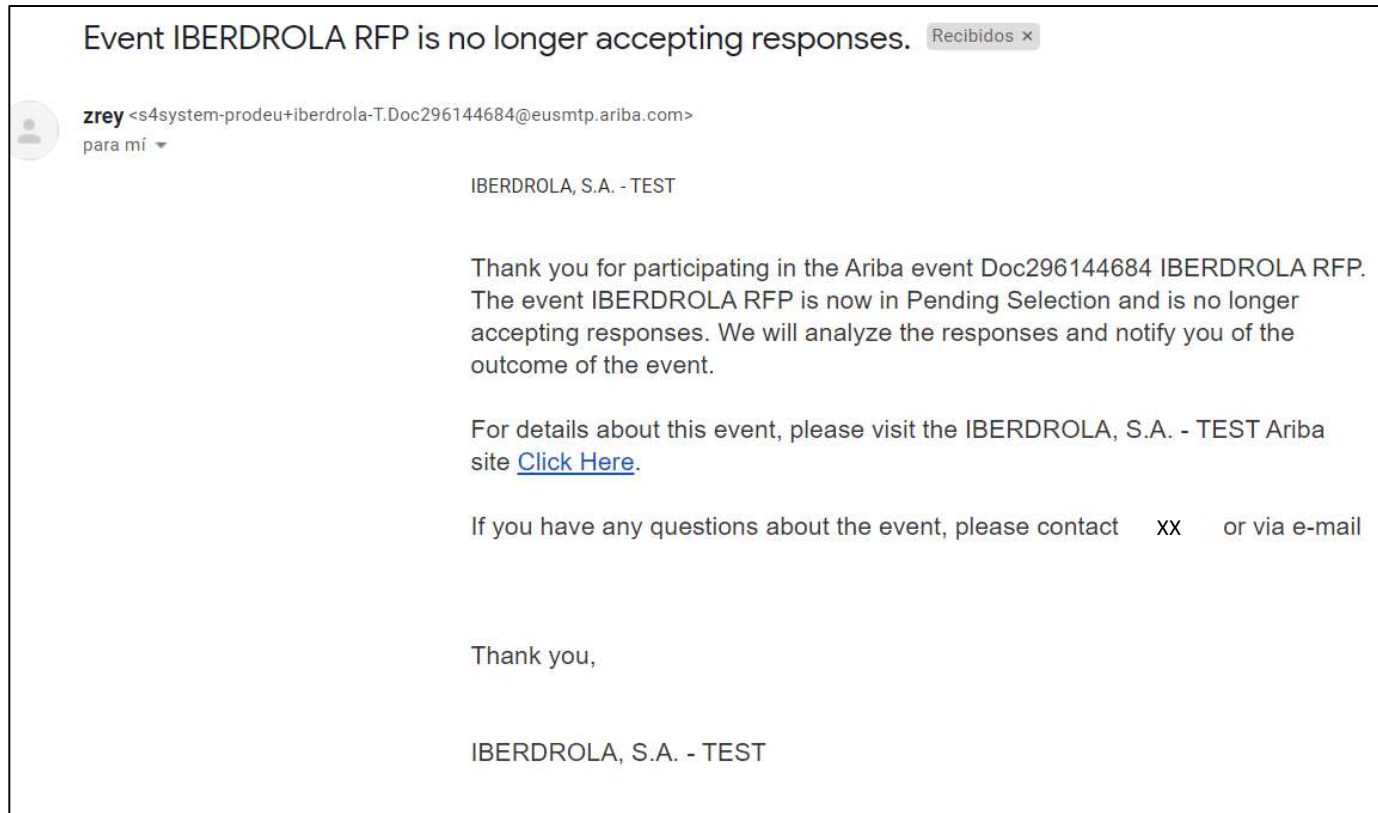 Event IBERDROLA RFP is no longer accepting responses. Recibidos ×
zrey <s4system-prodeu+iberdrola-T.Doc296144684@eusmtp.ariba.com>
para mí
IBERDROLA, S.A. - TEST
Thank you for participating in the Ariba event Doc296144684 IBERDROLA RFP.
The event IBERDROLA RFP is now in Pending Selection and is no longer
accepting responses. We will analyze the responses and notify you of the
outcome of the event.
For details about this event, please visit the IBERDROLA, S.A. - TEST Ariba
site Click Here.
If you have any questions about the event, please contact xx or via e-mail
Thank you,
IBERDROLA, S.A. - TEST